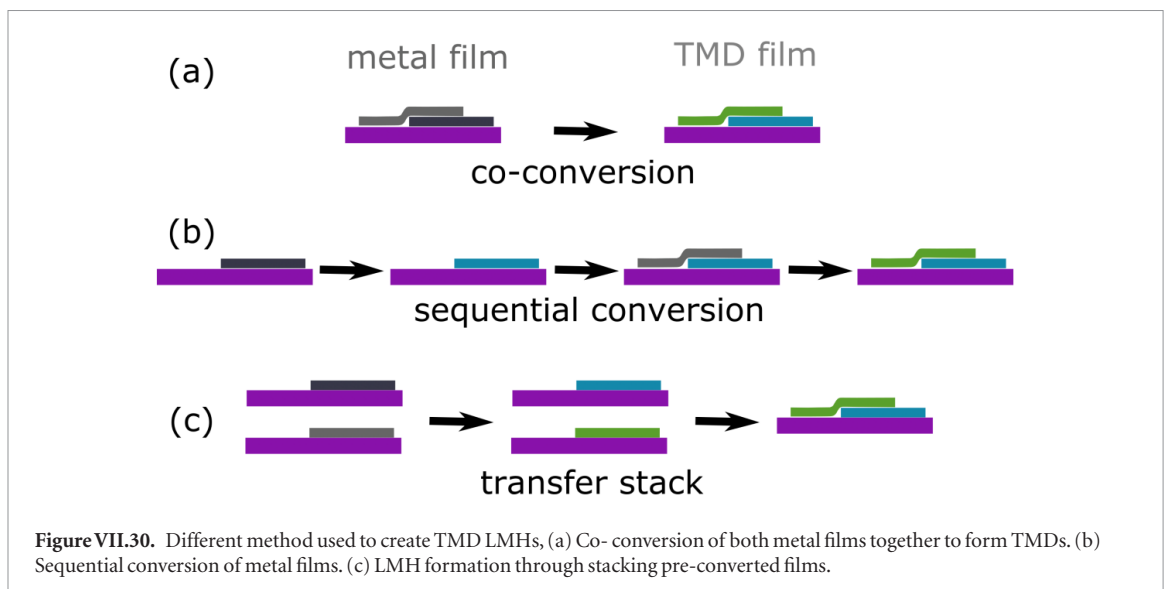 (a)
metal film
TMD film
co-conversion
(b)
sequential conversion
(c)
transfer stack
Figure VII.30. Different method used to create TMD LMHs, (a) Co- conversion of both metal films together to form TMDs. (b)
Sequential conversion of metal films. (c) LMH formation through stacking pre-converted films.